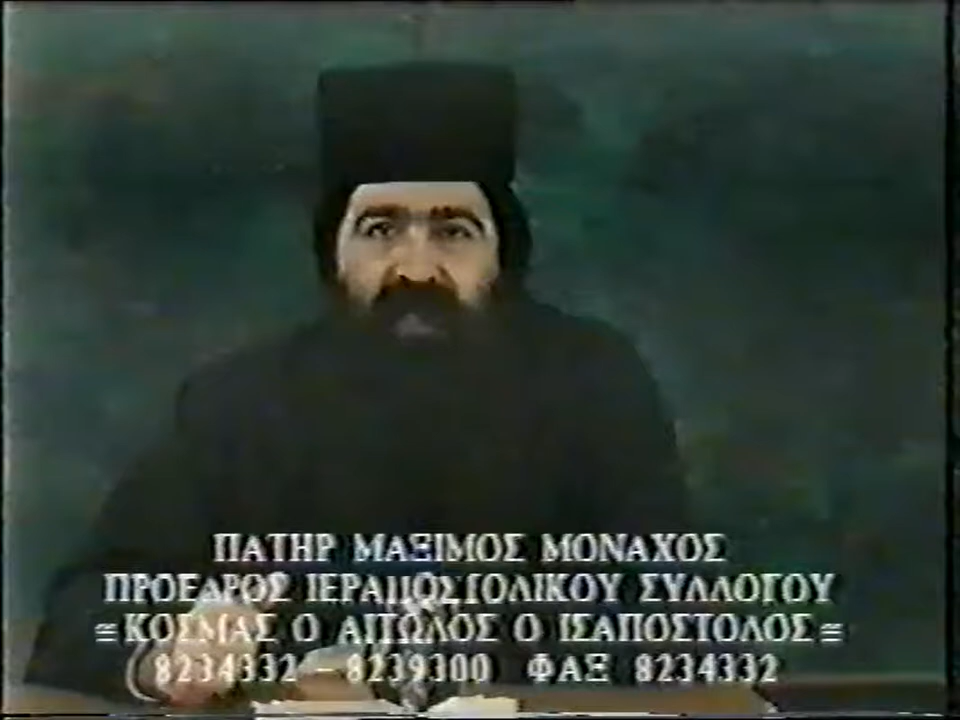 ΠΑΤΗΡ ΜΑΞΙΜΟΣ ΜΟΝΑΧΟΣ
ΠΡΟΕΔΡΟΣ ΙΕΡΑΠΟΣΤΟΛΙΚΟΥ ΣΥΛΛΟΓΟΥ
≅ΚΟΣΜΑΣ Ο ΑΙΤΩΛΟΣ Ο ΙΣΑΠΟΣΤΟΛΟΣ≅
8234332 – 8239300 ΦΑΞ 8234332